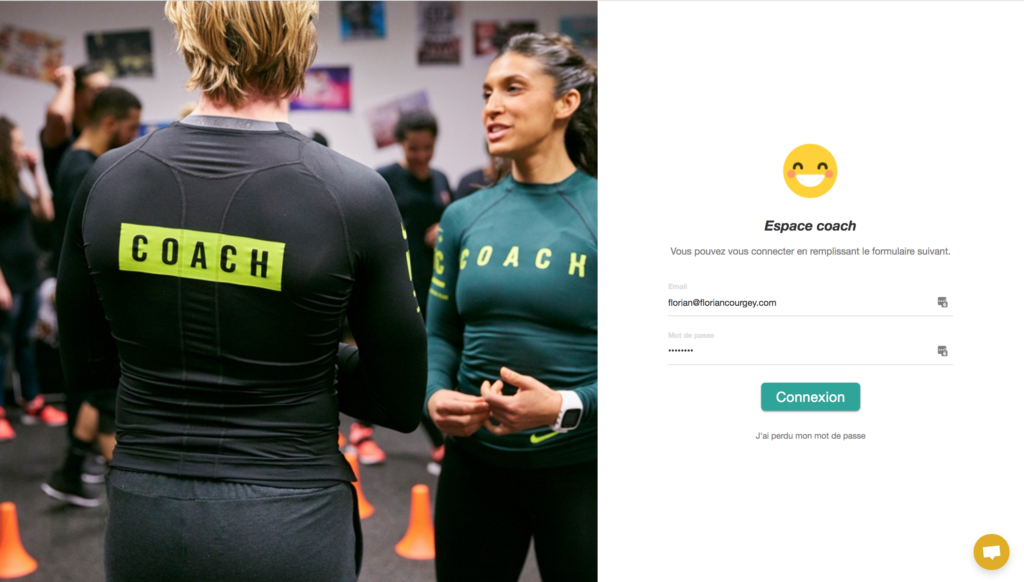 COACH
COACH
Espace coach
Vous pouvez vous connecter en remplissant le formulaire suivant.
Email
florian@floriancourgey.com
Mot de passe
••••••••
Connexion
J'ai perdu mon mot de passe